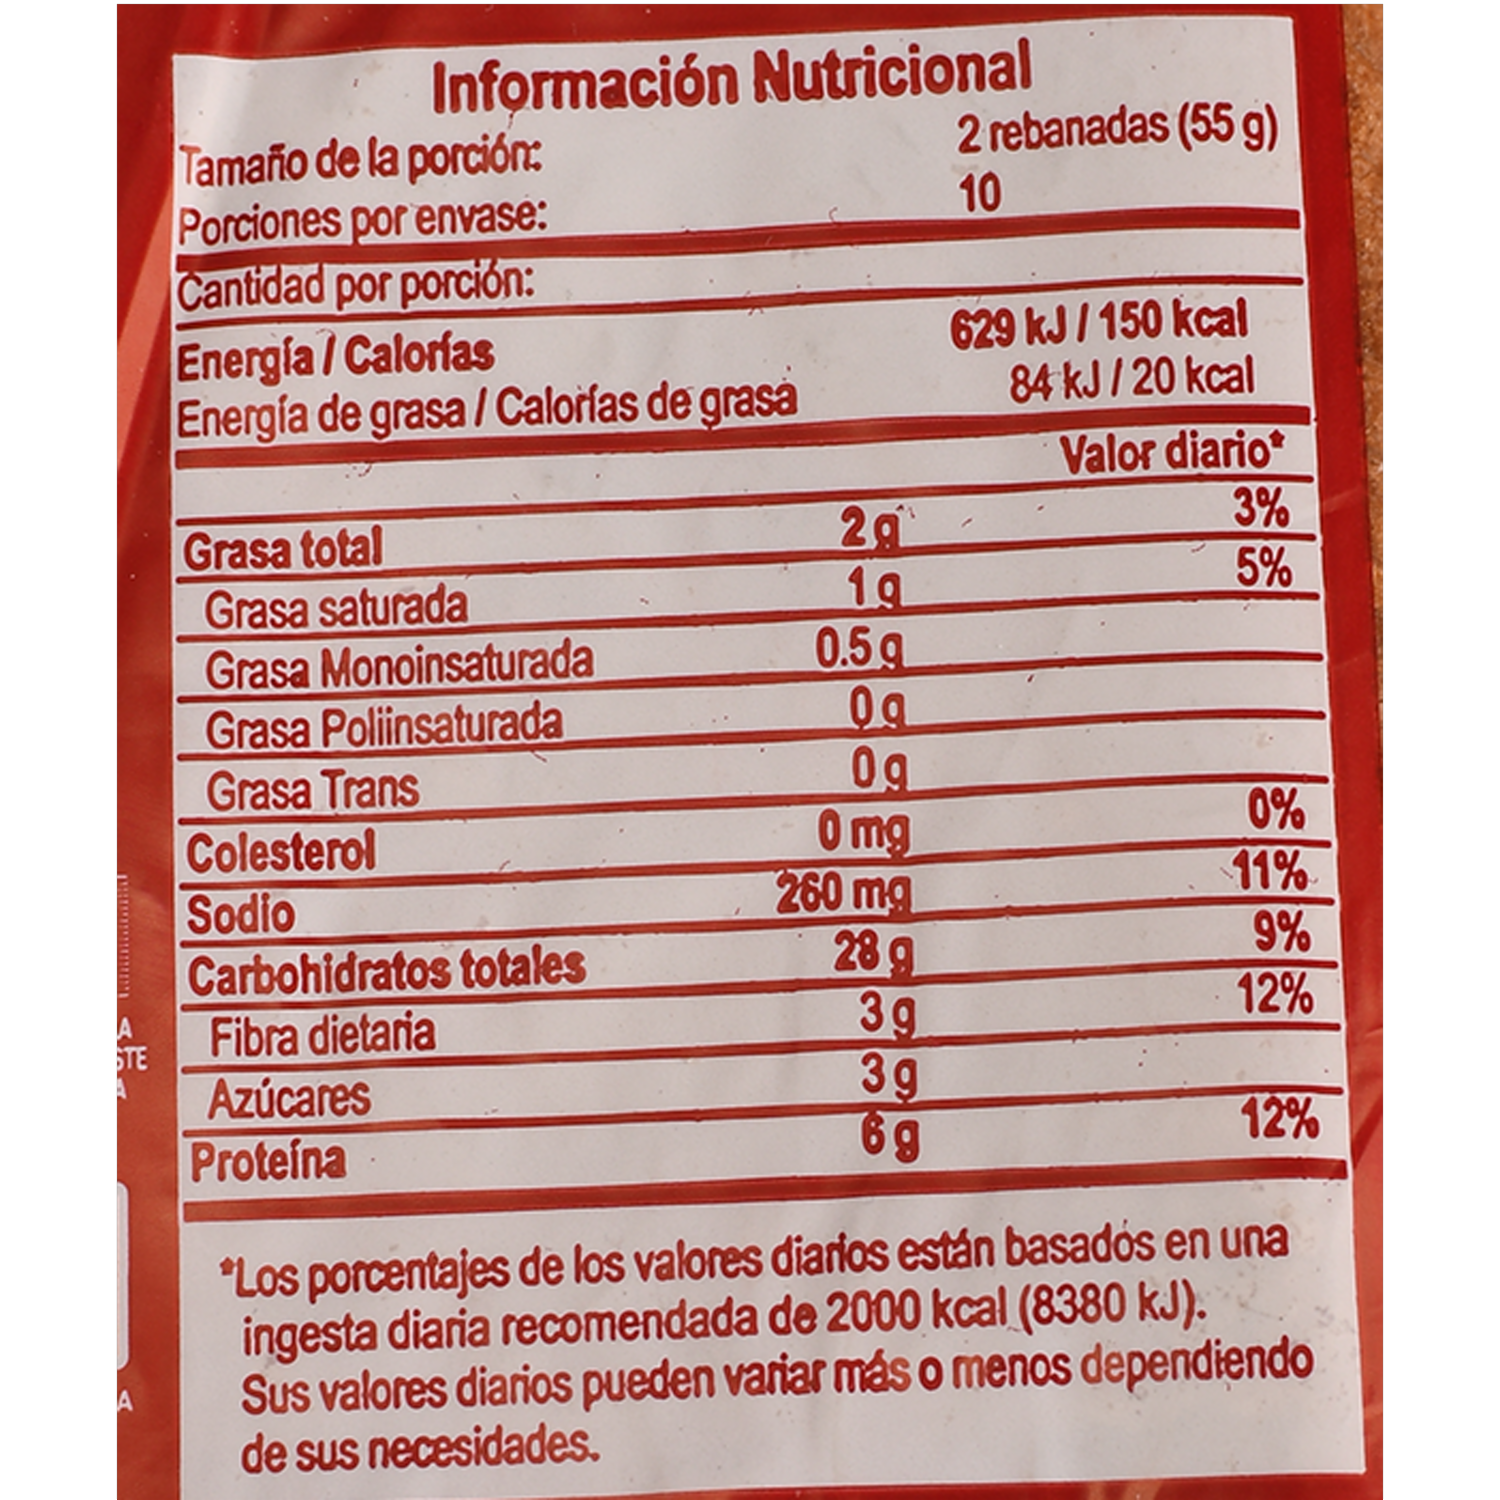 Información Nutricional
Tamaño de la porción: 2 rebanadas (55 g)
Porciones por envase: 10
Cantidad por porción:
Energía / Calorías 629 kJ / 150 kcal
Energía de grasa / Calorías de grasa 84 kJ / 20 kcal
Valor diario*
Grasa total 2 g 3%
Grasa saturada 1 g 5%
Grasa Monoinsaturada 0.5 g
Grasa Poliinsaturada 0 g
Grasa Trans 0 g
Colesterol 0 mg 0%
Sodio 260 mg 11%
Carbohidratos totales 28 g 9%
Fibra dietaria 3 g 12%
Azúcares 3 g
Proteína 6 g 12%
*Los porcentajes de los valores diarios están basados en una
ingesta diaria recomendada de 2000 kcal (8380 kJ).
Sus valores diarios pueden variar más o menos dependiendo
de sus necesidades.
A
STE
A
A